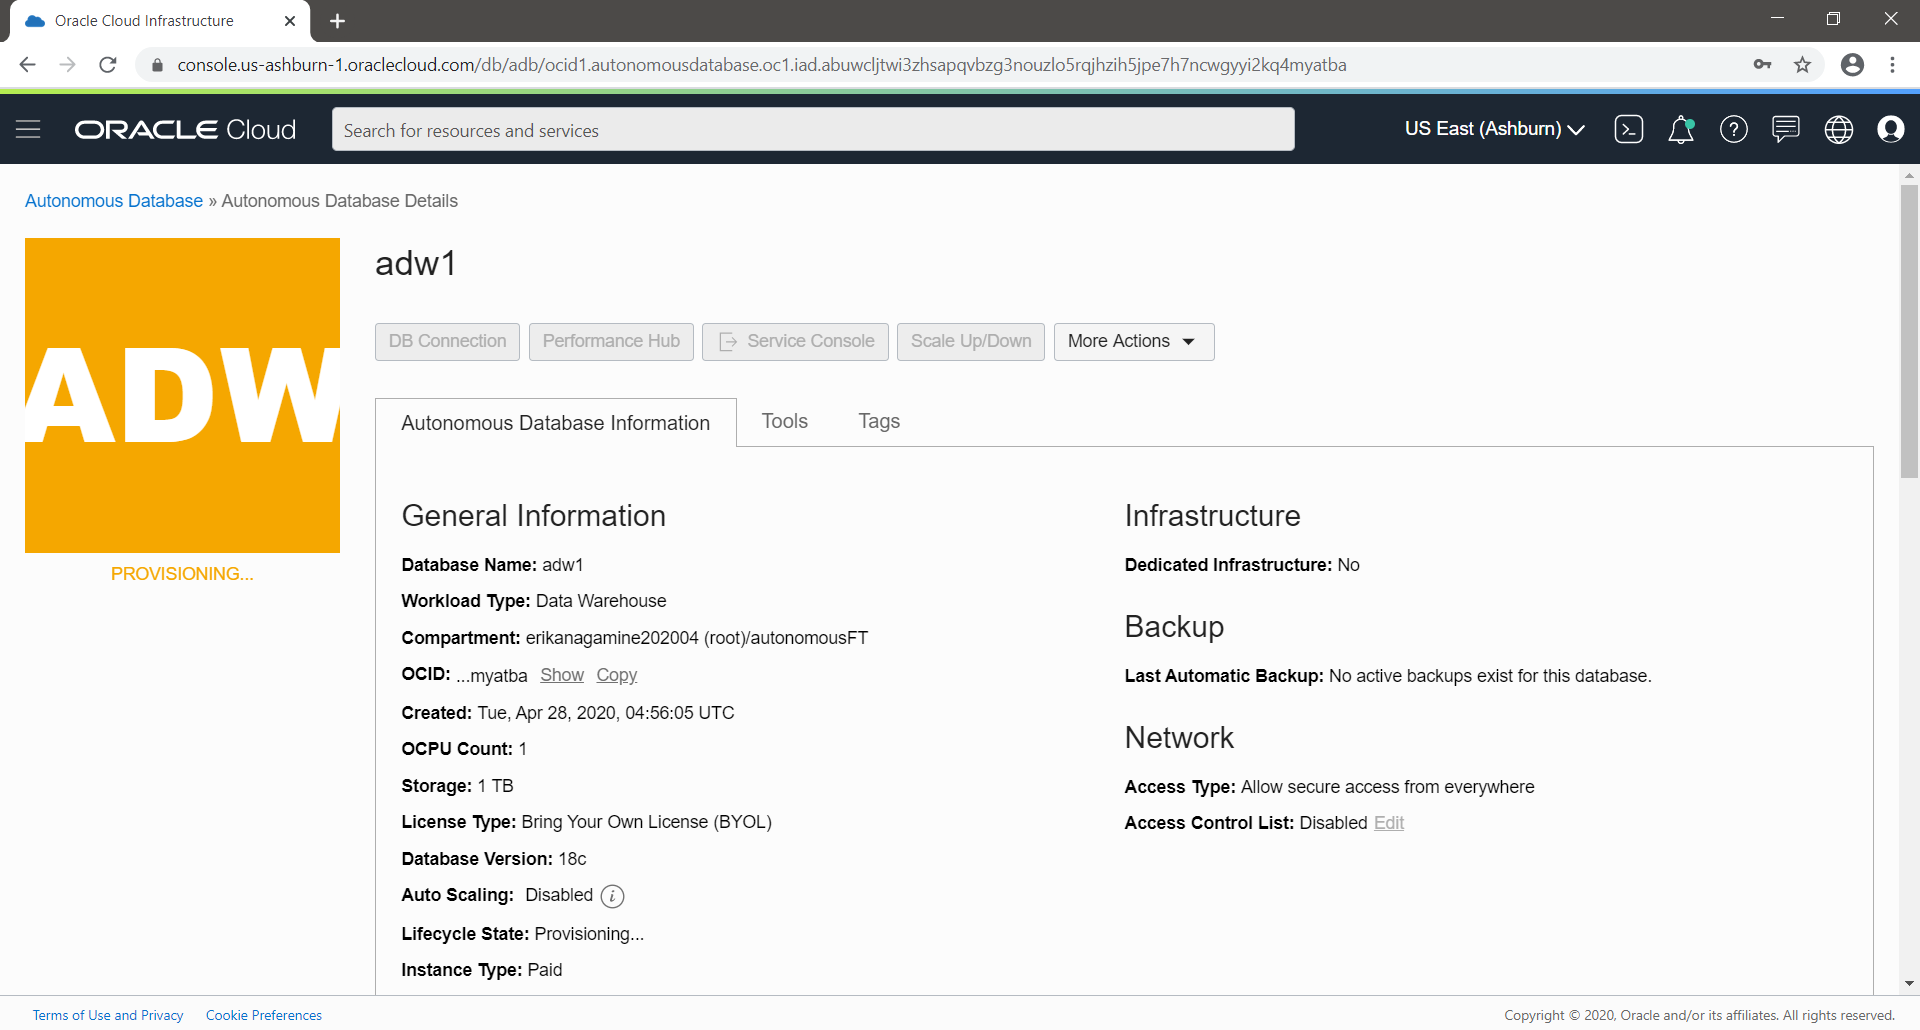 Oracle Cloud Infrastructure
console.us-ashburn-1.oraclecloud.com/db/adb/ocid1.autonomousdatabase.oc1.iad.abuwcljtwi3zhsapqvbzg3nouzlo5rqjhzih5jpe7h7ncwgyyi2kq4myatba
ORACLE Cloud
Search for resources and services
US East (Ashburn)
Autonomous Database » Autonomous Database Details
ADW
PROVISIONING...
adw1
DB Connection
Performance Hub
Service Console
Scale Up/Down
More Actions
Autonomous Database Information
Tools
Tags
General Information
Database Name: adw1
Workload Type: Data Warehouse
Compartment: erikanagamine202004 (root)/autonomousFT
OCID: ...myatba Show Copy
Created: Tue, Apr 28, 2020, 04:56:05 UTC
OCPU Count: 1
Storage: 1 TB
License Type: Bring Your Own License (BYOL)
Database Version: 18c
Auto Scaling: Disabled i
Lifecycle State: Provisioning...
Instance Type: Paid
Infrastructure
Dedicated Infrastructure: No
Backup
Last Automatic Backup: No active backups exist for this database.
Network
Access Type: Allow secure access from everywhere
Access Control List: Disabled Edit
Terms of Use and Privacy
Cookie Preferences
Copyright © 2020, Oracle and/or its affiliates. All rights reserved.